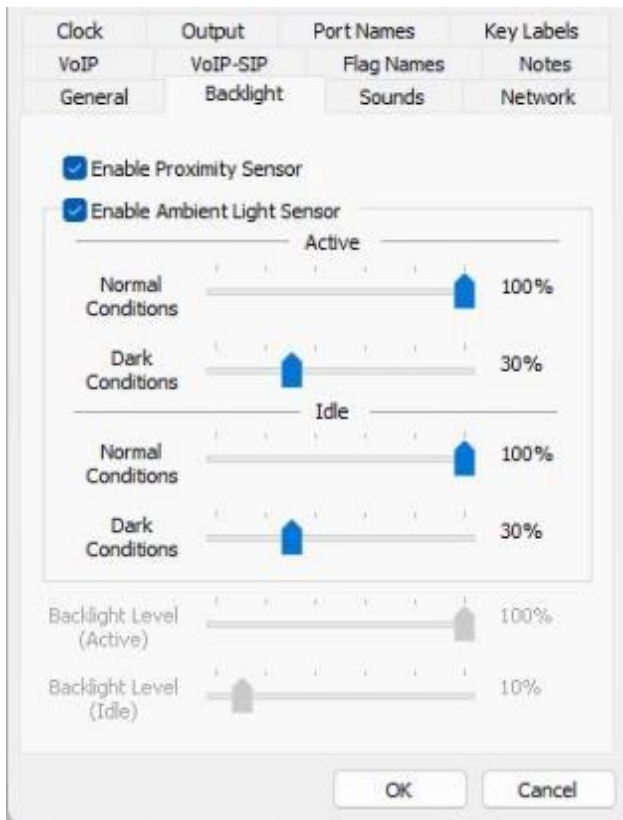 Clock Output Port Names Key Labels
VoIP VoIP-SIP Flag Names Notes
General Backlight Sounds Network
Enable Proximity Sensor
Enable Ambient Light Sensor
Active
Normal
Conditions
100%
Dark
Conditions
30%
Idle
Normal
Conditions
100%
Dark
Conditions
30%
Backlight Level
(Active)
100%
Backlight Level
(Idle)
10%
OK Cancel